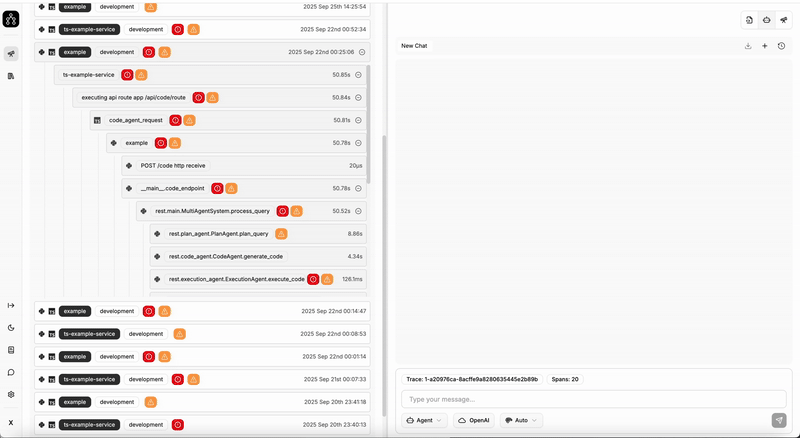 example development 2025 Sep 25th 14:25:54
ts-example-service development 2025 Sep 22nd 00:52:34
example development 2025 Sep 22nd 00:25:06
ts-example-service 50.85s
executing api route app /api/code/route 50.84s
code_agent_request 50.81s
example 50.78s
POST /code http receive 20µs
__main__.code_endpoint 50.78s
rest.main.MultiAgentSystem.process_query 50.52s
rest.plan_agent.PlanAgent.plan_query 8.86s
rest.code_agent.CodeAgent.generate_code 4.34s
rest.execution_agent.ExecutionAgent.execute_code 126.1ms
example development 2025 Sep 22nd 00:14:47
ts-example-service development 2025 Sep 22nd 00:08:53
example development 2025 Sep 22nd 00:01:14
ts-example-service development 2025 Sep 21st 00:07:33
example development 2025 Sep 20th 23:41:18
ts-example-service development 2025 Sep 20th 23:40:13
X
New Chat
Trace: 1-a20976ca-8acffe9a8280635445e2b89b Spans: 20
Type your message...
Agent OpenAI Auto